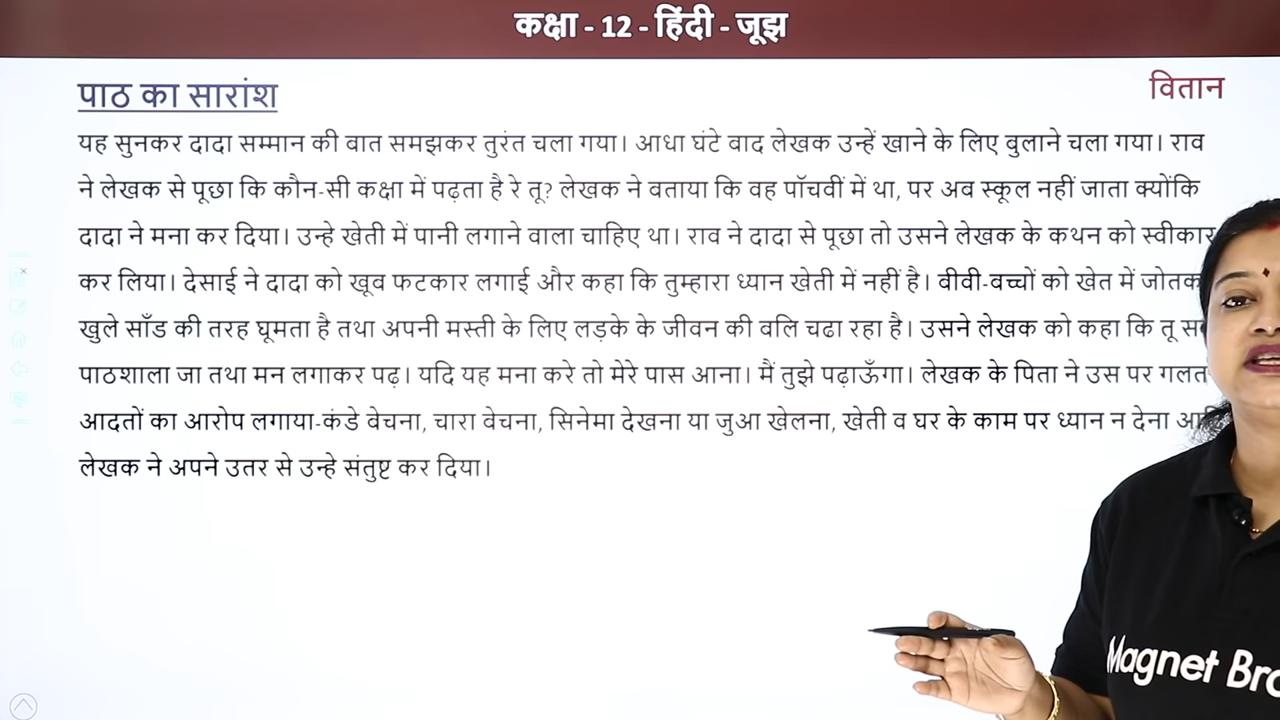 कक्षा - 12 - हिंदी - जूझ
पाठ का सारांश
वितान
यह सुनकर दादा सम्मान की बात समझकर तुरंत चला गया। आधा घंटे बाद लेखक उन्हें खाने के लिए बुलाने चला गया। राव
ने लेखक से पूछा कि कौन-सी कक्षा में पढ़ता है रे तू? लेखक ने बताया कि वह पॉचवीं में था, पर अब स्कूल नहीं जाता क्योंकि
दादा ने मना कर दिया। उन्हे खेती में पानी लगाने वाला चाहिए था। राव ने दादा से पूछा तो उसने लेखक के कथन को स्वीकार
कर लिया। देसाई ने दादा को खूब फटकार लगाई और कहा कि तुम्हारा ध्यान खेती में नहीं है। बीवी-बच्चों को खेत में
खुले साँड की तरह घूमता है तथा अपनी मस्ती के लिए लड़के के जीवन की बलि चढा रहा है। उसने लेखक को कहा कि तू
पाठशाला जा तथा मन लगाकर पढ़। यदि यह मना करे तो मेरे पास आना। मैं तुझे पढ़ाऊँगा। लेखक के पिता ने उस पर गलत
आदतों का आरोप लगाया-कंडे बेचना, चारा बेचना, सिनेमा देखना या जुआ खेलना, खेती व घर के काम पर ध्यान न देना
लेखक ने अपने उतर से उन्हे संतुष्ट कर दिया।
Magnet